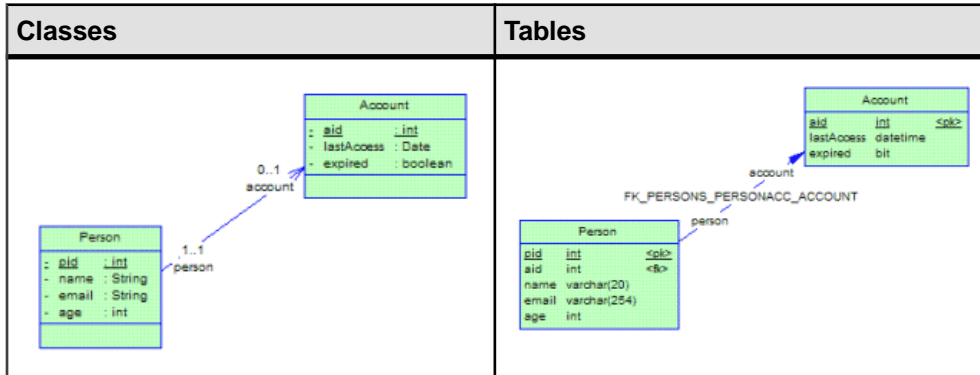 Classes
Tables
Account
- aid : int
- lastAccess : Date
- expired : boolean
0..1
account
Person
- pid : int
- name : String
- email : String
- age : int
1..1
person
Account
aid int <pk>
lastAccess datetime
expired bit
account
FK_PERSONS_PERSONACC_ACCOUNT
person
Person
pid int <pk>
aid int <fk>
name varchar(20)
email varchar(254)
age int